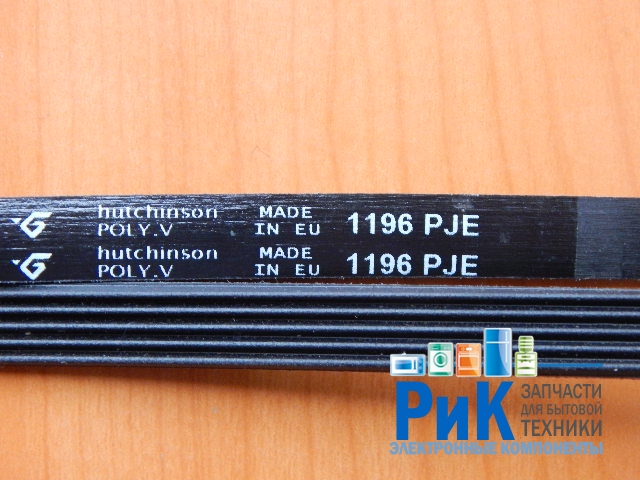 hutchinson MADE 1196 PJE
POLY.V IN EU
hutchinson MADE 1196 PJE
POLY.V IN EU
РиК ЗАПЧАСТИ
ДЛЯ БЫТОВОЙ
ТЕХНИКИ
ЭЛЕКТРОННЫЕ КОМПОНЕНТЫ